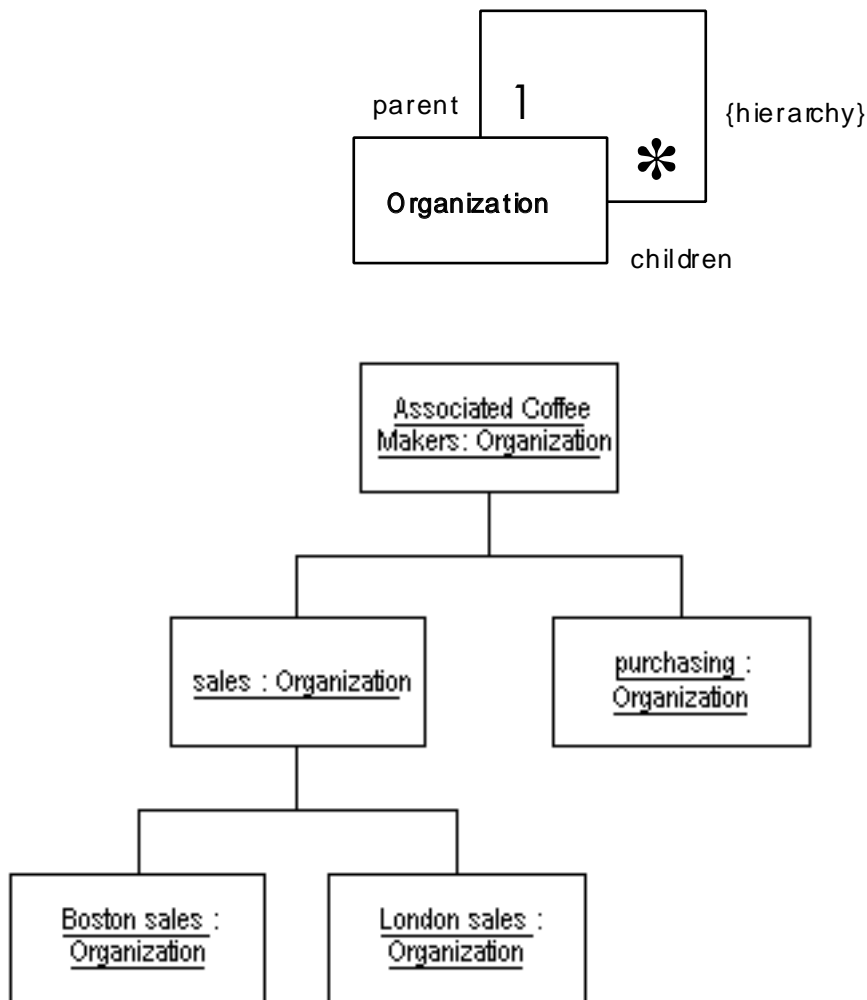 parent
1
{hierarchy}
*
Organization
children
Associated Coffee
Makers: Organization
sales : Organization
purchasing :
Organization
Boston sales :
Organization
London sales :
Organization